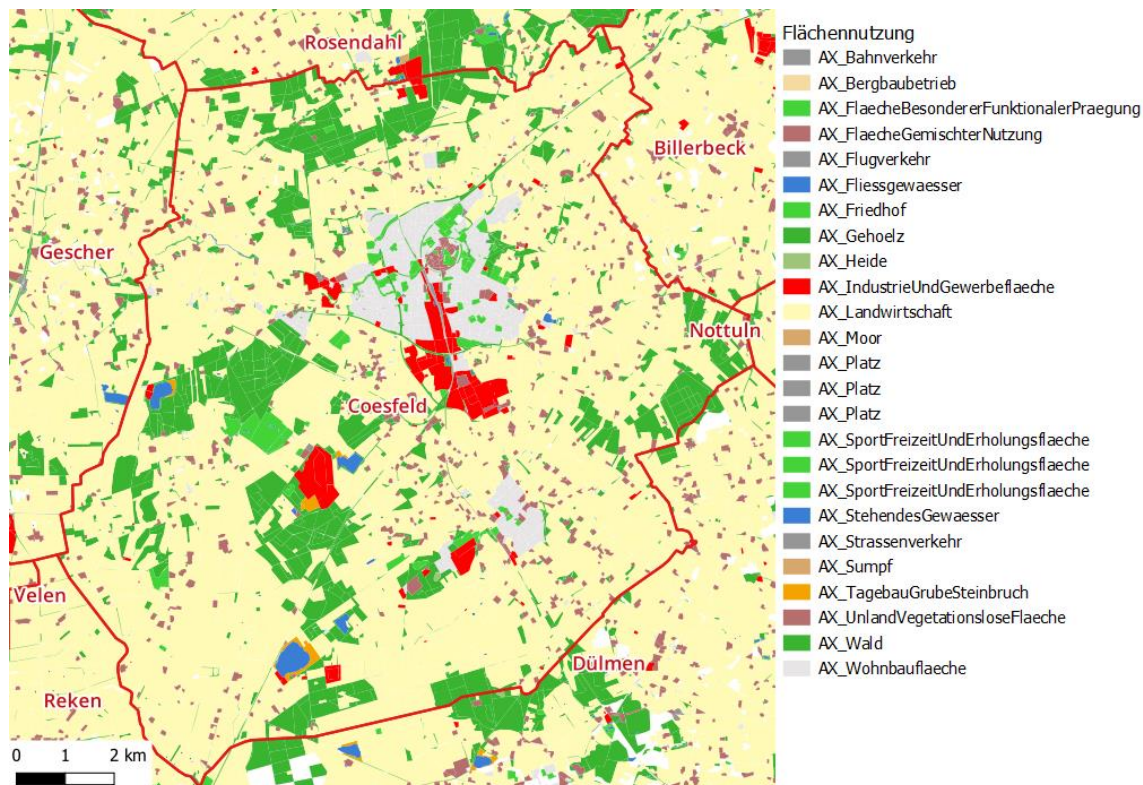 Rosendahl
Billerbeck
Gescher
Nottuln
Coesfeld
Velen
Dülmen
Reken
0 1 2 km
Flächennutzung
AX_Bahnverkehr
AX_Bergbaubetrieb
AX_FlaecheBesondererFunktionalerPraegung
AX_FlaecheGemischterNutzung
AX_Flugverkehr
AX_Fliessgewaesser
AX_Friedhof
AX_Gehoelz
AX_Heide
AX_IndustrieUndGewerbeflaeche
AX_Landwirtschaft
AX_Moor
AX_Platz
AX_Platz
AX_Platz
AX_SportFreizeitUndErholungsflaeche
AX_SportFreizeitUndErholungsflaeche
AX_SportFreizeitUndErholungsflaeche
AX_StehendesGewaesser
AX_Strassenverkehr
AX_Sumpf
AX_TagebauGrubeSteinbruch
AX_UnlandVegetationsloseFlaeche
AX_Wald
AX_Wohnbauflaeche